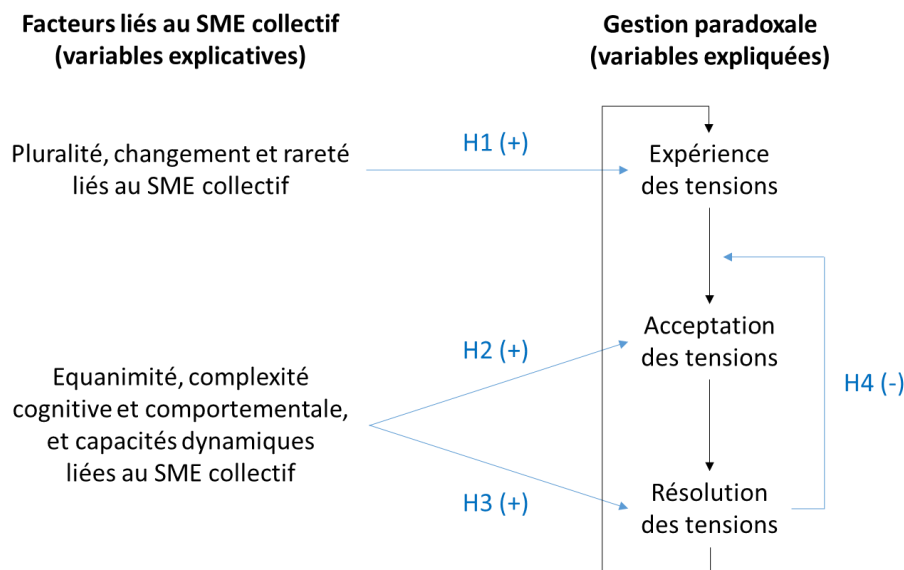 Facteurs liés au SME collectif
(variables explicatives)
Gestion paradoxale
(variables expliquées)
Pluralité, changement et rareté
liés au SME collectif
H1 (+)
Expérience
des tensions
Equanimité, complexité
cognitive et comportementale,
et capacités dynamiques
liées au SME collectif
H2 (+)
Acceptation
des tensions
H4 (-)
H3 (+)
Résolution
des tensions